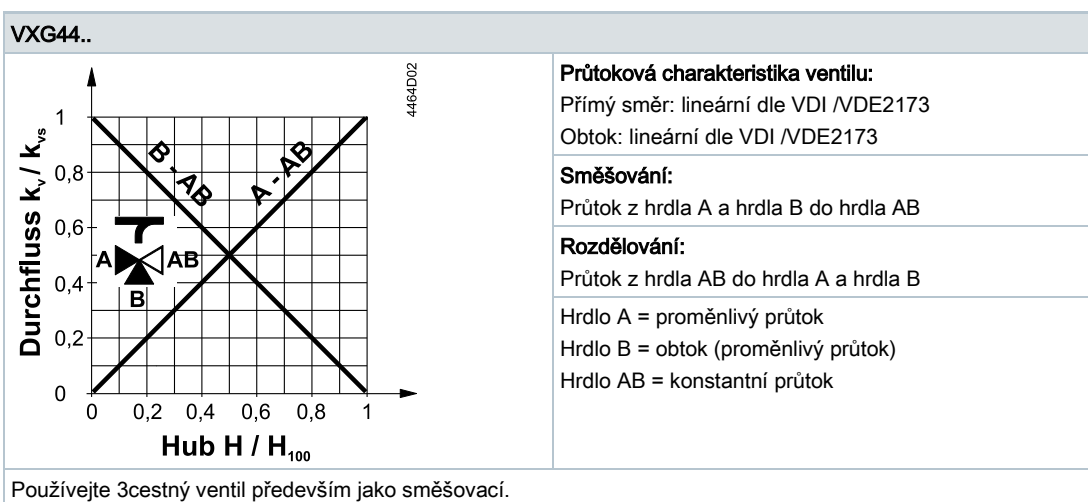 VXG44..
4464D02
Durchfluss kv / kvs
1
0,8
0,6
0,4
0,2
0
B - AB
A - AB
A
AB
B
0
0,2
0,4
0,6
0,8
1
Hub H / H100
Průtoková charakteristika ventilu:
Přímý směr: lineární dle VDI /VDE2173
Obtok: lineární dle VDI /VDE2173
Směšování:
Průtok z hrdla A a hrdla B do hrdla AB
Rozdělování:
Průtok z hrdla AB do hrdla A a hrdla B
Hrdlo A = proměnlivý průtok
Hrdlo B = obtok (proměnlivý průtok)
Hrdlo AB = konstantní průtok
Používejte 3cestný ventil především jako směšovací.